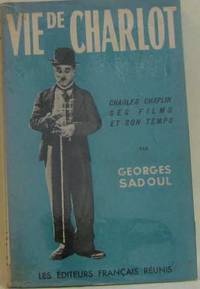 VIE DE CHARLOT
CHARLES CHAPLIN
SES FILMS
ET SON TEMPS
PAR
GEORGES
SADOUL
LES ÉDITEURS FRANÇAIS RÉUNIS